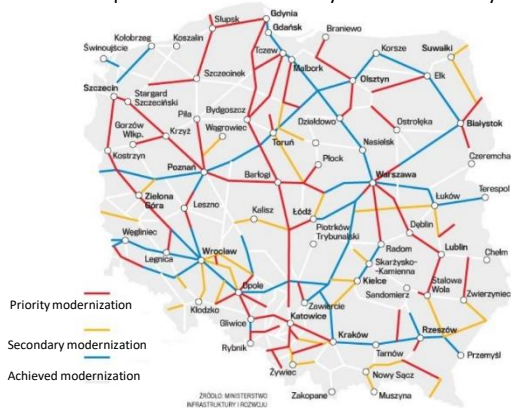 Słupsk
Gdynia
Gdańsk
Kołobrzeg
Koszalin
Braniewo
Świnoujście
Tczew
Malbork
Korsze
Suwałki
Szczecinek
Olsztyn
Ełk
Szczecin
Stargard
Szczeciński
Piła
Bydgoszcz
Działdowo
Ostrołęka
Białystok
Gorzów
Wlkp.
Krzyż
Wągrowiec
Toruń
Nasielsk
Kostrzyn
Poznań
Płock
Czeremcha
Barłogi
Warszawa
Zielona
Góra
Leszno
Kalisz
Łódź
Łuków
Terespol
Węgliniec
Piotrków
Trybunalski
Dęblin
Legnica
Wrocław
Radom
Lublin
Chełm
Skarżysko-
-Kamienna
Opole
Kielce
Sandomierz
Stalowa
Wola
Zwierzyniec
Kłodzko
Zawiercie
Priority modernization
Gliwice
Katowice
Kraków
Rzeszów
Rybnik
Tarnów
Przemyśl
Secondary modernization
Żywiec
Nowy Sącz
Achieved modernization
Zakopane
Muszyna
ŹRÓDŁO: MINISTERSTWO
INFRASTRUKTURY I ROZWOJU